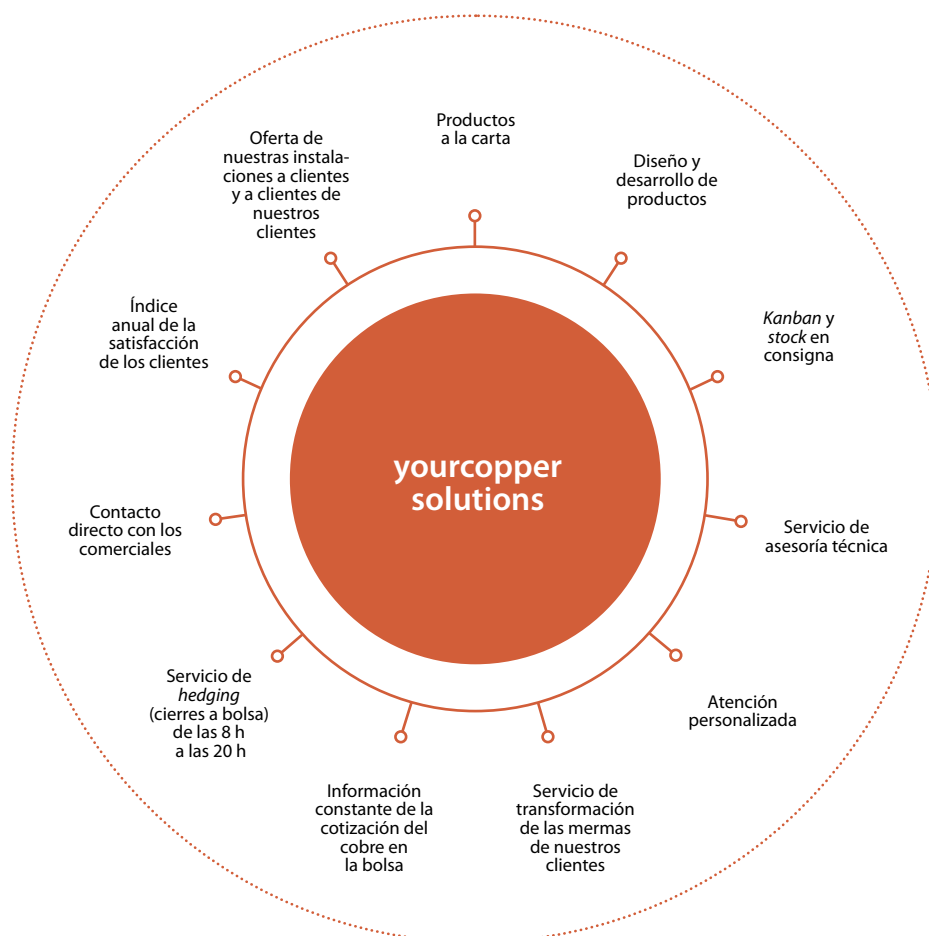 Productos
a la carta
Diseño y
desarrollo de
productos
Kanban y
stock en
consigna
Servicio de
asesoría técnica
Atención
personalizada
Servicio de
transformación
de las mermas
de nuestros
clientes
Información
constante de la
cotización del
cobre en
la bolsa
Servicio de
hedging
(cierres a bolsa)
de las 8 h
a las 20 h
Contacto
directo con los
comerciales
Índice
anual de la
satisfacción
de los clientes
Oferta de
nuestras instala-
ciones a clientes
y a clientes de
nuestros
clientes
yourcopper
solutions